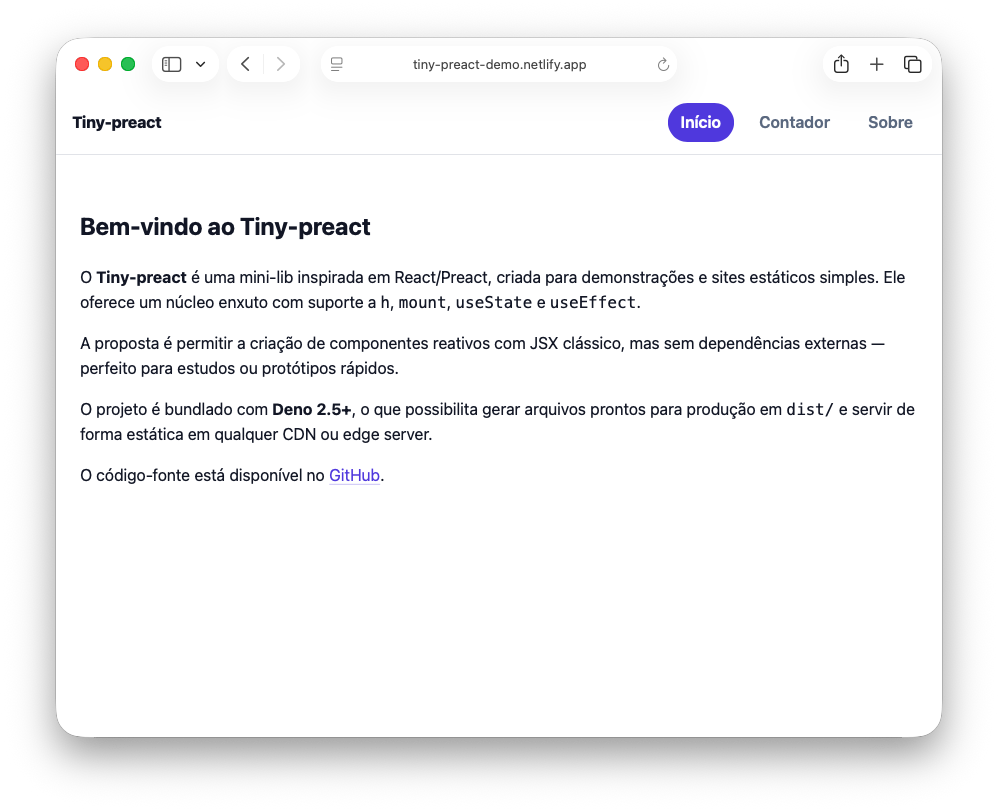 tiny-preact-demo.netlify.app
Tiny-preact
Início
Contador
Sobre
Bem-vindo ao Tiny-preact
O Tiny-preact é uma mini-lib inspirada em React/Preact, criada para demonstrações e sites estáticos simples. Ele
oferece um núcleo enxuto com suporte a h, mount, useState e useEffect.
A proposta é permitir a criação de componentes reativos com JSX clássico, mas sem dependências externas —
perfeito para estudos ou protótipos rápidos.
O projeto é bundlado com Deno 2.5+, o que possibilita gerar arquivos prontos para produção em dist/ e servir de
forma estática em qualquer CDN ou edge server.
O código-fonte está disponível no GitHub.